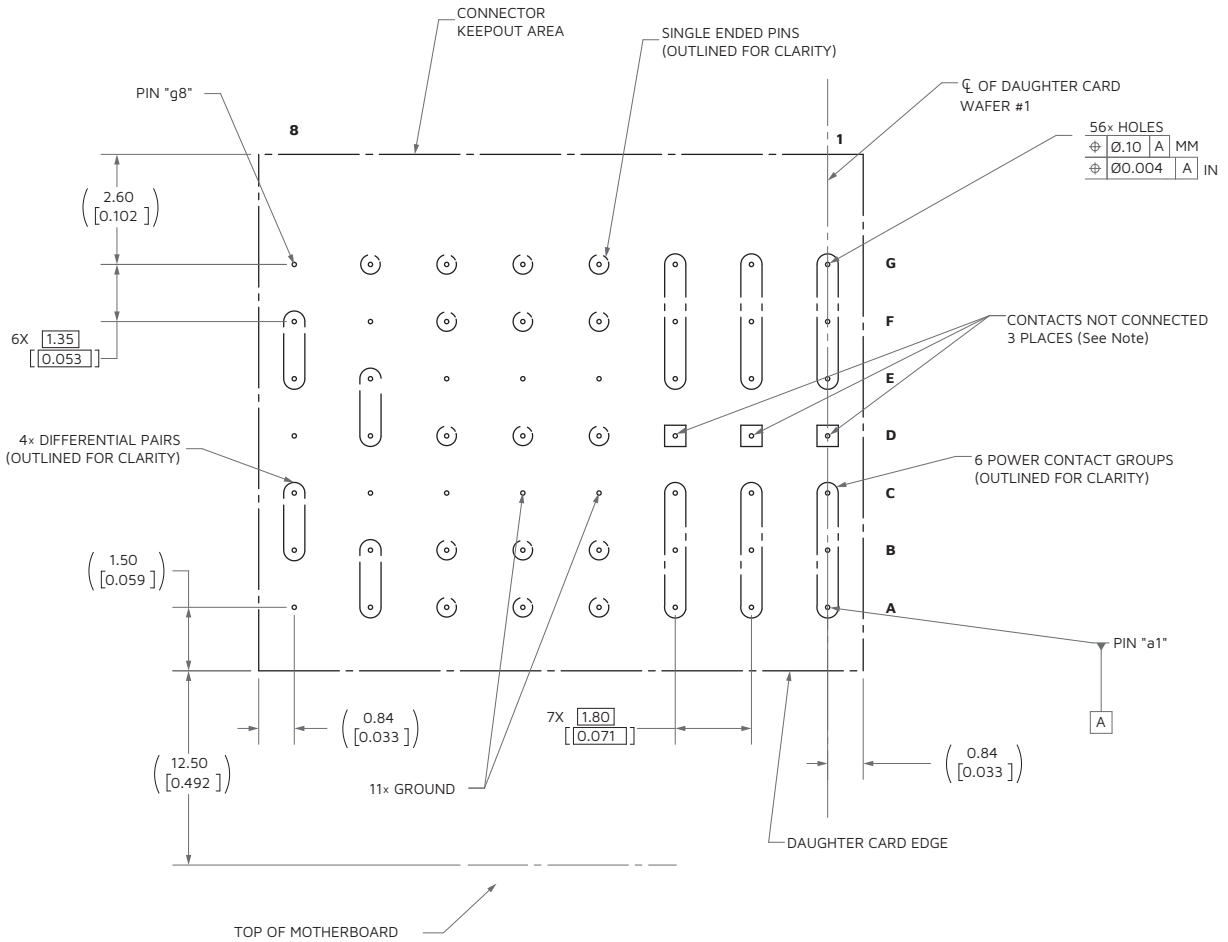 CONNECTOR
KEEPOUT AREA
SINGLE ENDED PINS
(OUTLINED FOR CLARITY)
PIN "g8"
℄ OF DAUGHTER CARD
WAFER #1
8
1
56x HOLES
⌖ Ø.10 A MM
⌖ Ø0.004 A IN
(2.60
[0.102])
G
F
CONTACTS NOT CONNECTED
3 PLACES (See Note)
6X 1.35
[0.053]
E
D
4x DIFFERENTIAL PAIRS
(OUTLINED FOR CLARITY)
6 POWER CONTACT GROUPS
(OUTLINED FOR CLARITY)
C
B
(1.50
[0.059])
A
PIN "a1"
A
(0.84
[0.033])
7X 1.80
[0.071]
(12.50
[0.492])
(0.84
[0.033])
11x GROUND
DAUGHTER CARD EDGE
TOP OF MOTHERBOARD